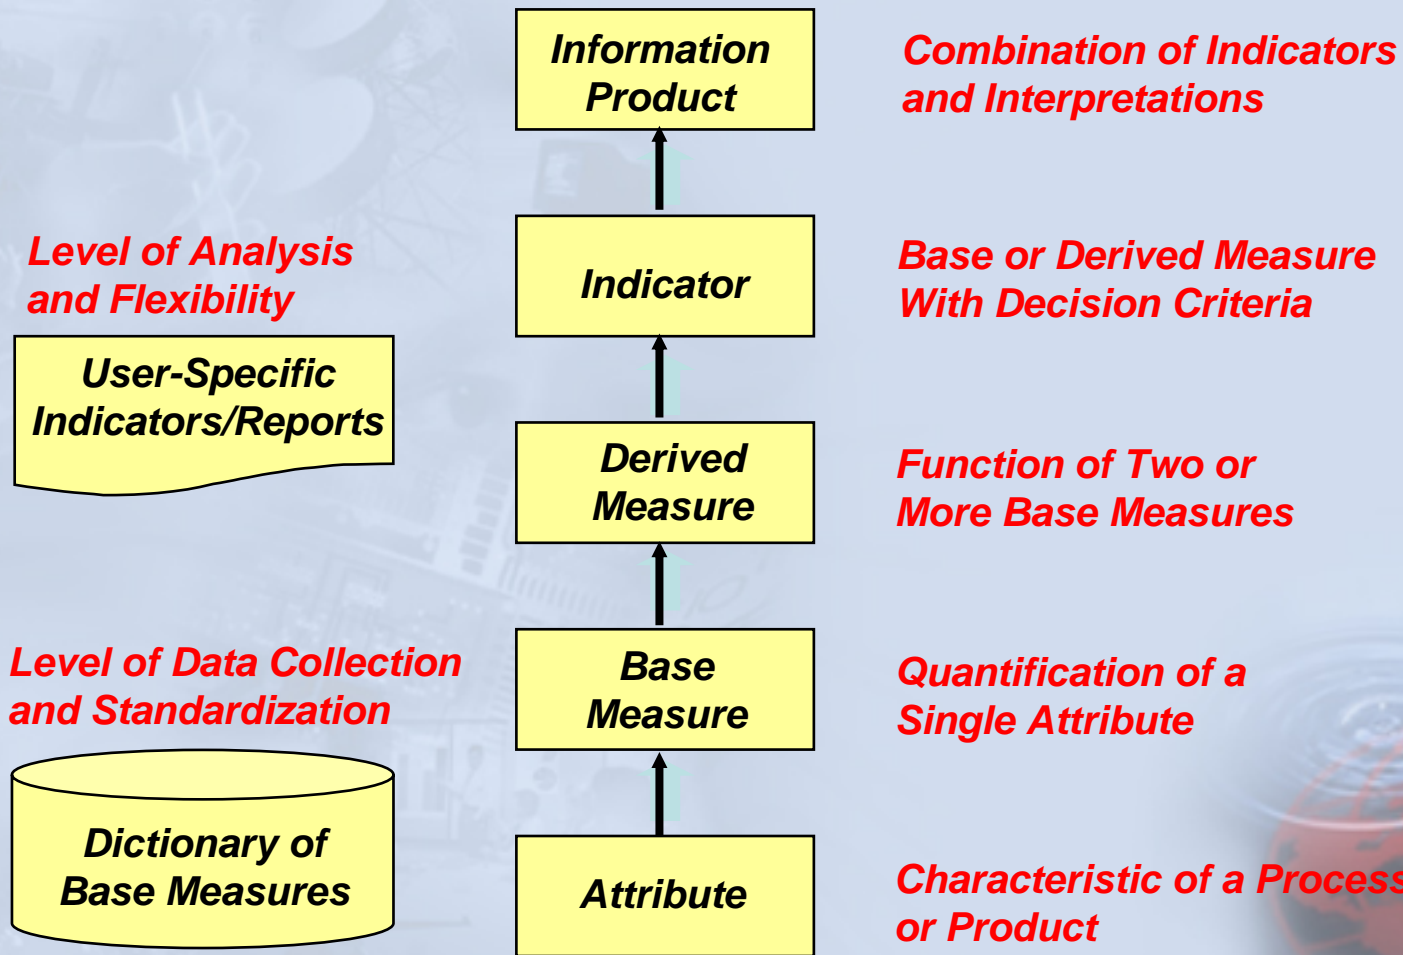 Information
Product
Combination of Indicators
and Interpretations
Level of Analysis
and Flexibility
User-Specific
Indicators/Reports
Indicator
Base or Derived Measure
With Decision Criteria
Derived
Measure
Function of Two or
More Base Measures
Level of Data Collection
and Standardization
Dictionary of
Base Measures
Base
Measure
Quantification of a
Single Attribute
Attribute
Characteristic of a Process
or Product